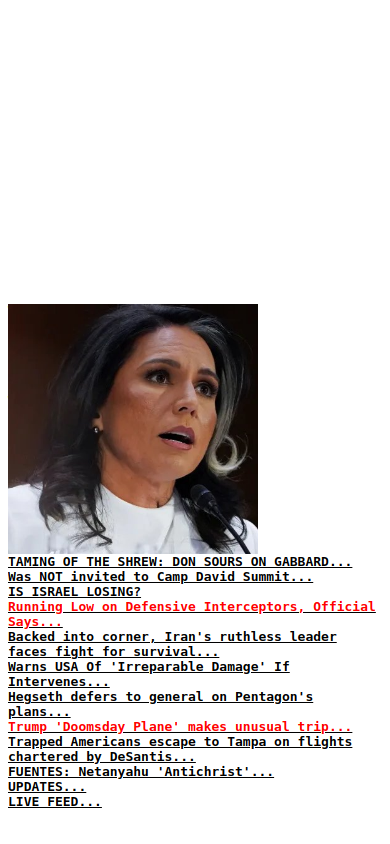 TAMING OF THE SHREW: DON SOURS ON GABBARD...
Was NOT invited to Camp David Summit...
IS ISRAEL LOSING?
Running Low on Defensive Interceptors, Official
Says...
Backed into corner, Iran's ruthless leader
faces fight for survival...
Warns USA Of 'Irreparable Damage' If
Intervenes...
Hegseth defers to general on Pentagon's
plans...
Trump 'Doomsday Plane' makes unusual trip...
Trapped Americans escape to Tampa on flights
chartered by DeSantis...
FUENTES: Netanyahu 'Antichrist'...
UPDATES...
LIVE FEED...